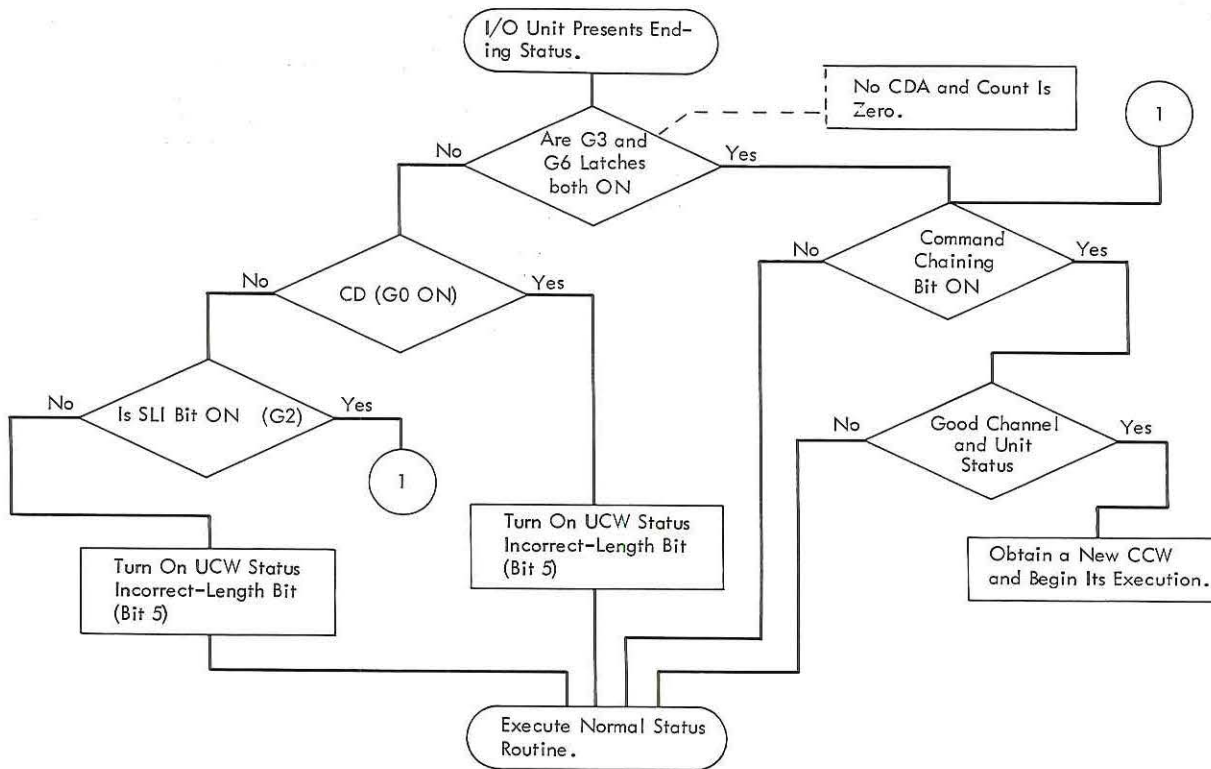 I/O Unit Presents End-
ing Status.
No CDA and Count Is
Zero.
1
Are G3 and
G6 Latches
both ON
No
Yes
Command
Chaining
Bit ON
No
Yes
CD (G0 ON)
No
Yes
Is SLI Bit ON (G2)
No
Yes
1
Good Channel
and Unit
Status
No
Yes
Turn On UCW Status
Incorrect-Length Bit
(Bit 5)
Turn On UCW Status
Incorrect-Length Bit
(Bit 5)
Obtain a New CCW
and Begin Its Execution.
Execute Normal Status
Routine.